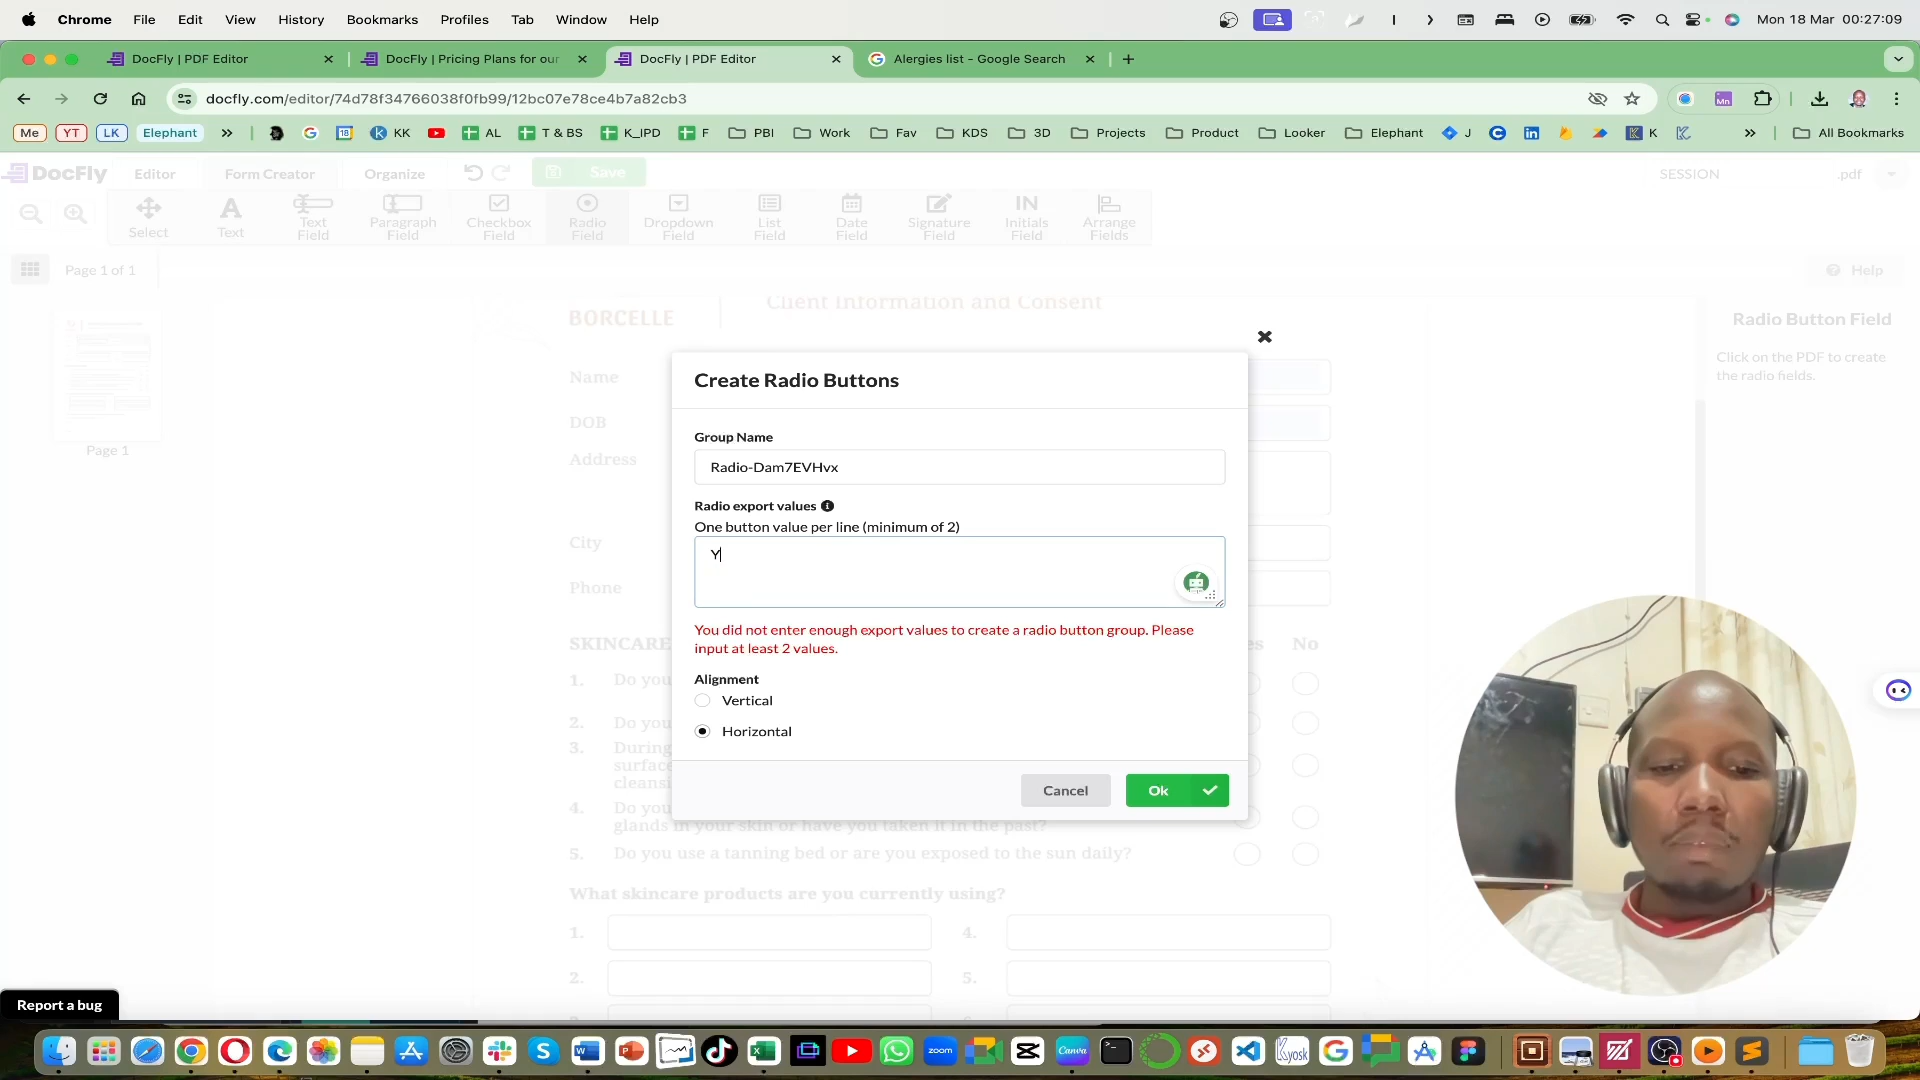 Chrome File Edit View History Bookmarks Profiles Tab Window Help Mon 18 Mar 00:27:09
DocFly | PDF Editor DocFly | Pricing Plans for our DocFly | PDF Editor Alergies list - Google Search
docfly.com/editor/74d78f34766038f0fb99/12bc07e78ce4b7a82cb3
Me YT LK Elephant KK AL T & BS K_IPD F PBI Work Fav KDS 3D Projects Product Looker Elephant J K All Bookmarks
DocFly Editor Form Creator Organize Save SESSION .pdf
Select
Text
Text Field
Paragraph Field
Checkbox Field
Radio Field
Dropdown Field
List Field
Date Field
Signature Field
IN
Initials Field
Arrange Fields
Page 1 of 1
Help
Page 1
BORCELLE
Client Information and Consent
Radio Button Field
Click on the PDF to create
the radio fields.
Name
DOB
Address
City
Phone
Create Radio Buttons
Group Name
Radio-Dam7EVHvx
Radio export values
One button value per line (minimum of 2)
Y
You did not enter enough export values to create a radio button group. Please
input at least 2 values.
Alignment
Vertical
Horizontal
Cancel
Ok
SKINCARE
es No
1. Do you
2. Do you
3. During
surface
cleansi
4. Do you
glands in your skin or have you taken it in the past?
5. Do you use a tanning bed or are you exposed to the sun daily?
What skincare products are you currently using?
1. 4.
2. 5.
Report a bug
zoom
Canva
Kyosk